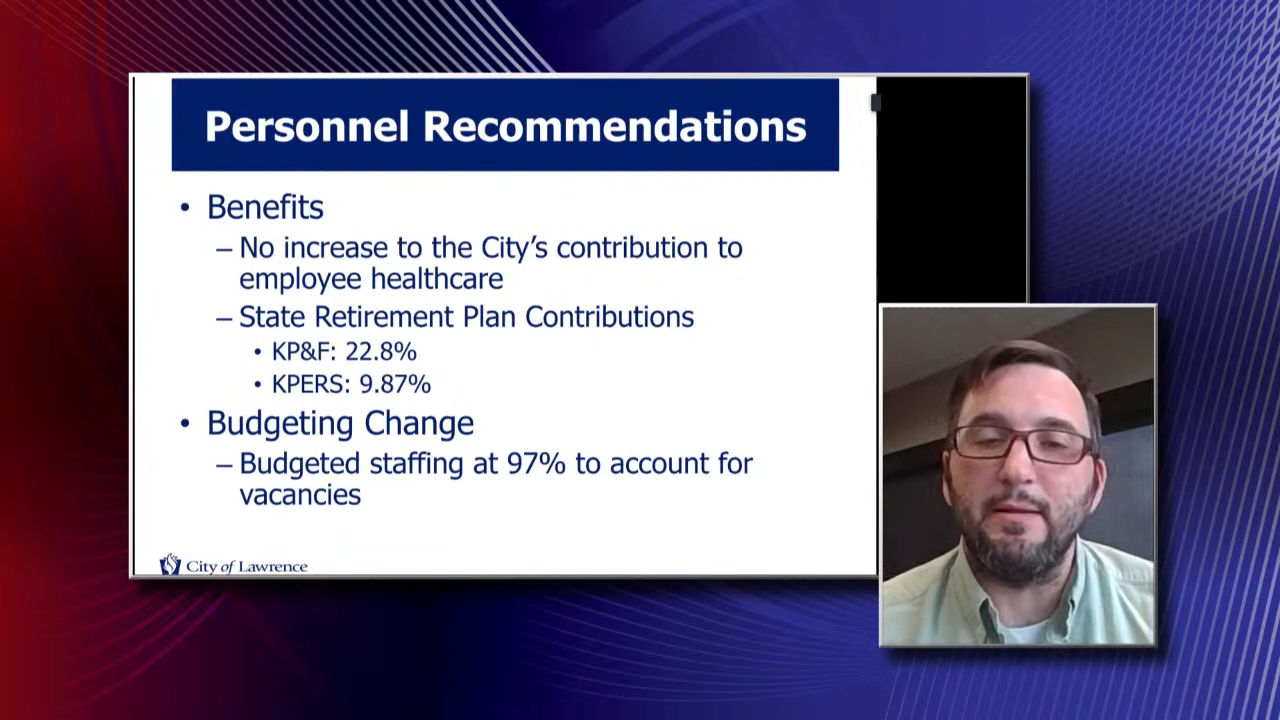 Personnel Recommendations
• Benefits
– No increase to the City’s contribution to
employee healthcare
– State Retirement Plan Contributions
• KP&F: 22.8%
• KPERS: 9.87%
• Budgeting Change
– Budgeted staffing at 97% to account for
vacancies
City of Lawrence